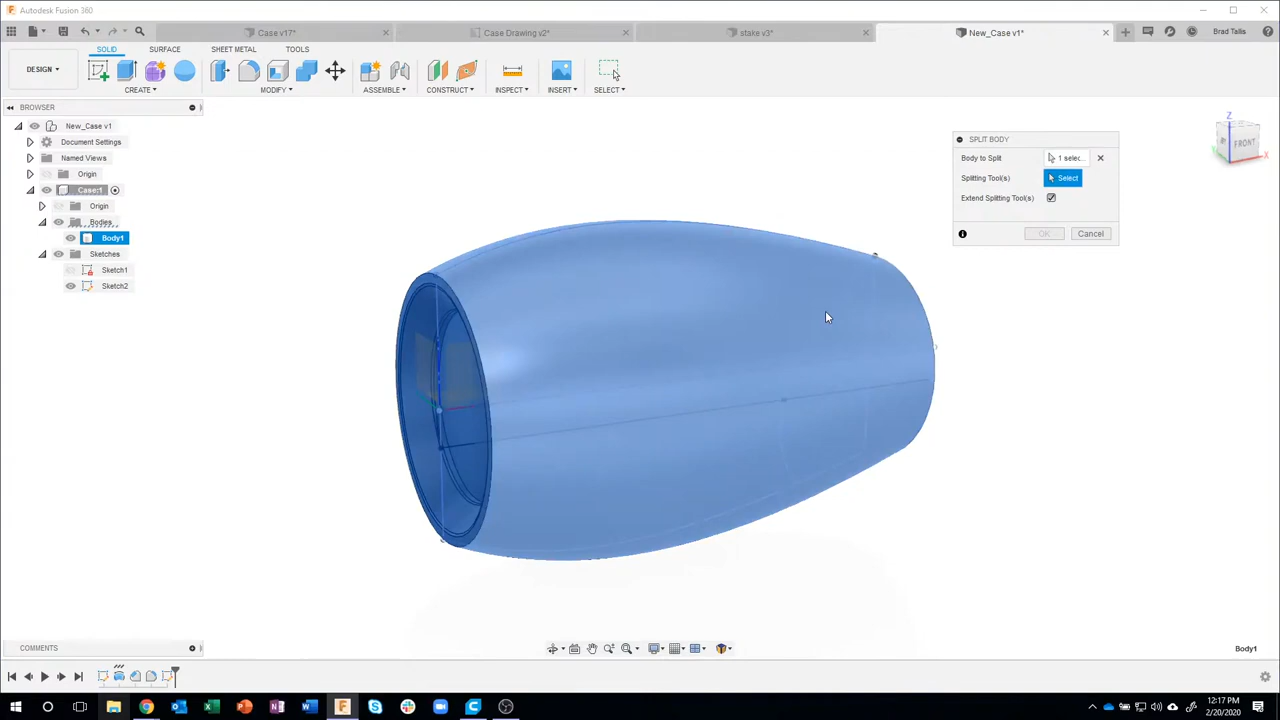 Autodesk Fusion 360
Case v17*
Case Drawing v2*
stake v3*
New_Case v1*
Brad Tallis
SOLID
SURFACE
SHEET METAL
TOOLS
DESIGN
CREATE
MODIFY
ASSEMBLE
CONSTRUCT
INSPECT
INSERT
SELECT
BROWSER
New_Case v1
Document Settings
Named Views
Origin
Case:1
Origin
Bodies
Body1
Sketches
Sketch1
Sketch2
SPLIT BODY
Body to Split
1 selec...
Splitting Tool(s)
Select
Extend Splitting Tool(s)
OK
Cancel
Z
FRONT
X
COMMENTS
Body1
12:17 PM
2/20/2020